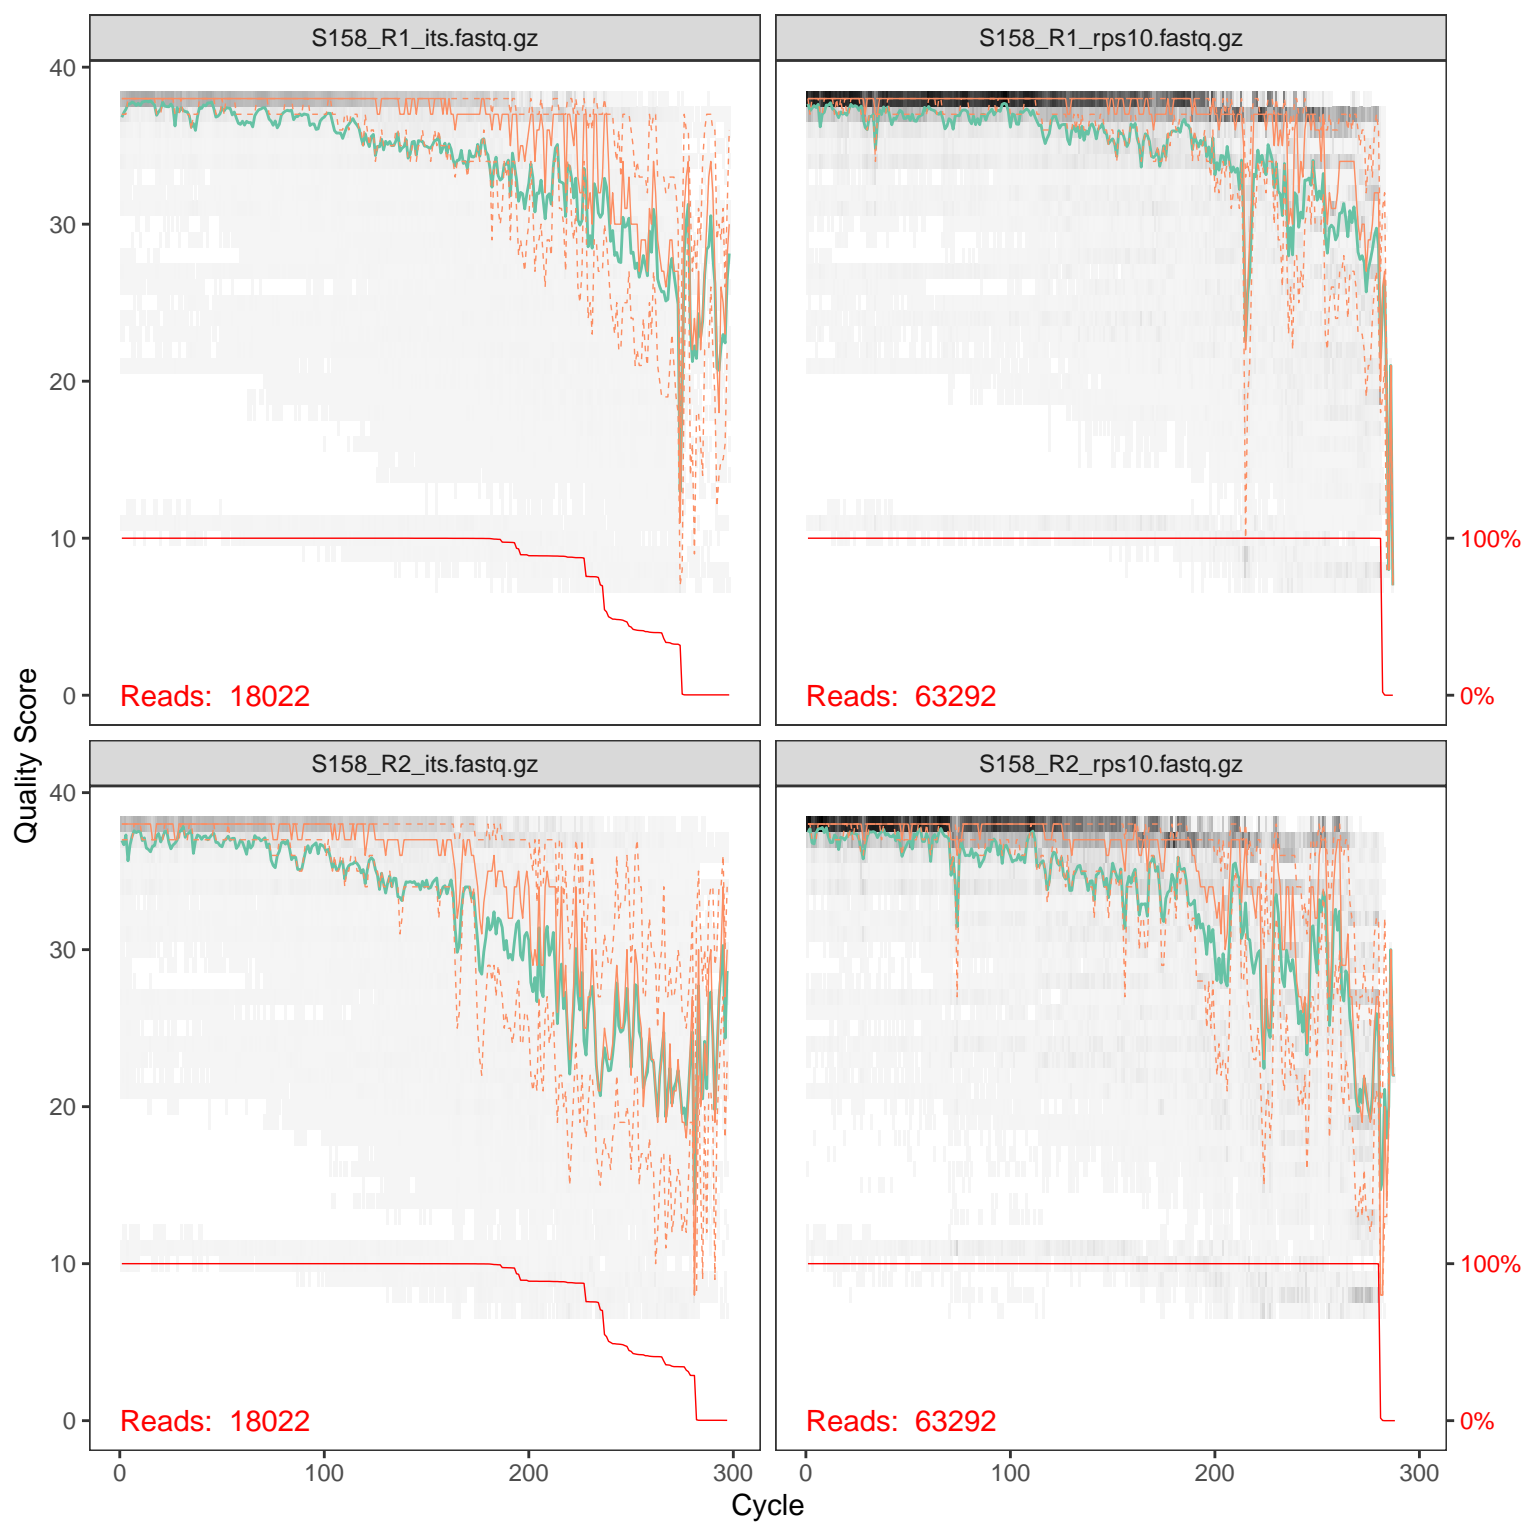 S158_R1_its.fastq.gz
S158_R1_rps10.fastq.gz
40
30
20
10
0
100%
0%
Reads: 18022
Reads: 63292
Quality Score
S158_R2_its.fastq.gz
S158_R2_rps10.fastq.gz
40
30
20
10
0
100%
0%
Reads: 18022
Reads: 63292
0 100 200 300
0 100 200 300
Cycle